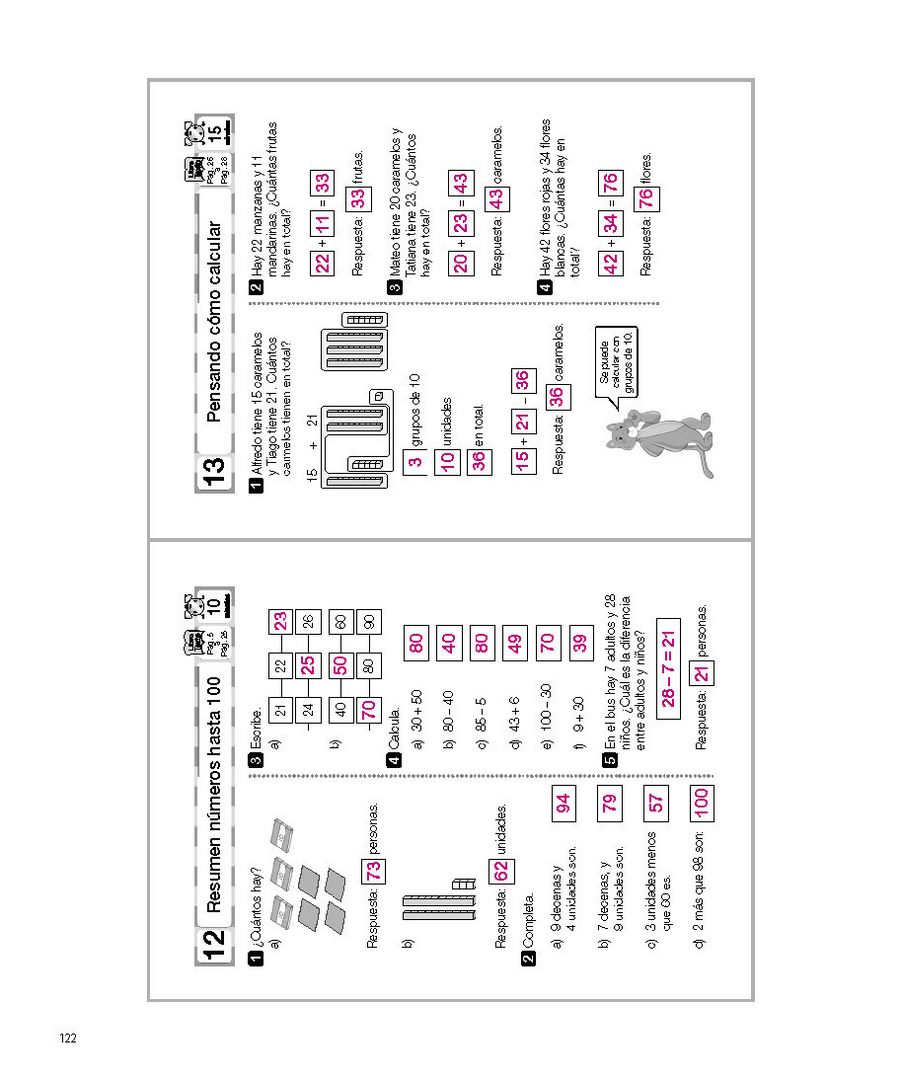 12
Resumen números hasta 100
Libro
Texto
Pág. 5
a
Pág. 25
10
minutos
1 ¿Cuántos hay?
a)
Respuesta: 73 personas.
b)
Respuesta: 62 unidades.
2 Completa.
a) 9 decenas y
4 unidades son.
94
b) 7 decenas, y
9 unidades son.
79
c) 3 unidades menos
que 60 es.
57
d) 2 más que 98 son:
100
3 Escribe.
a)
21 22 23
24 25 26
b)
40 50 60
70 80 90
4 Calcula.
a) 30 + 50 80
b) 80 – 40 40
c) 85 – 5 80
d) 43 + 6 49
e) 100 – 30 70
f) 9 + 30 39
5 En el bus hay 7 adultos y 28
niños. ¿Cuál es la diferencia
entre adultos y niños?
28 – 7 = 21
Respuesta: 21 personas.
13
Pensando cómo calcular
Libro
Texto
Pág. 26
a
Pág. 28
15
minutos
1 Alfredo tiene 15 caramelos
y Tiago tiene 21. Cuántos
carmelos tienen en total?
15 + 21
3 grupos de 10
10 unidades
36 en total.
15 + 21 – 36
Respuesta: 36 caramelos.
Se puede
calcular con
grupos de 10.
2 Hay 22 manzanas y 11
mandarinas. ¿Cuántas frutas
hay en total?
22 + 11 = 33
Respuesta: 33 frutas.
3 Mateo tiene 20 caramelos y
Tatiana tiene 23. ¿Cuántos
hay en total?
20 + 23 = 43
Respuesta: 43 caramelos.
4 Hay 42 flores rojas y 34 flores
blancas. ¿Cuántas hay en
total?
42 + 34 = 76
Respuesta: 76 flores.
122